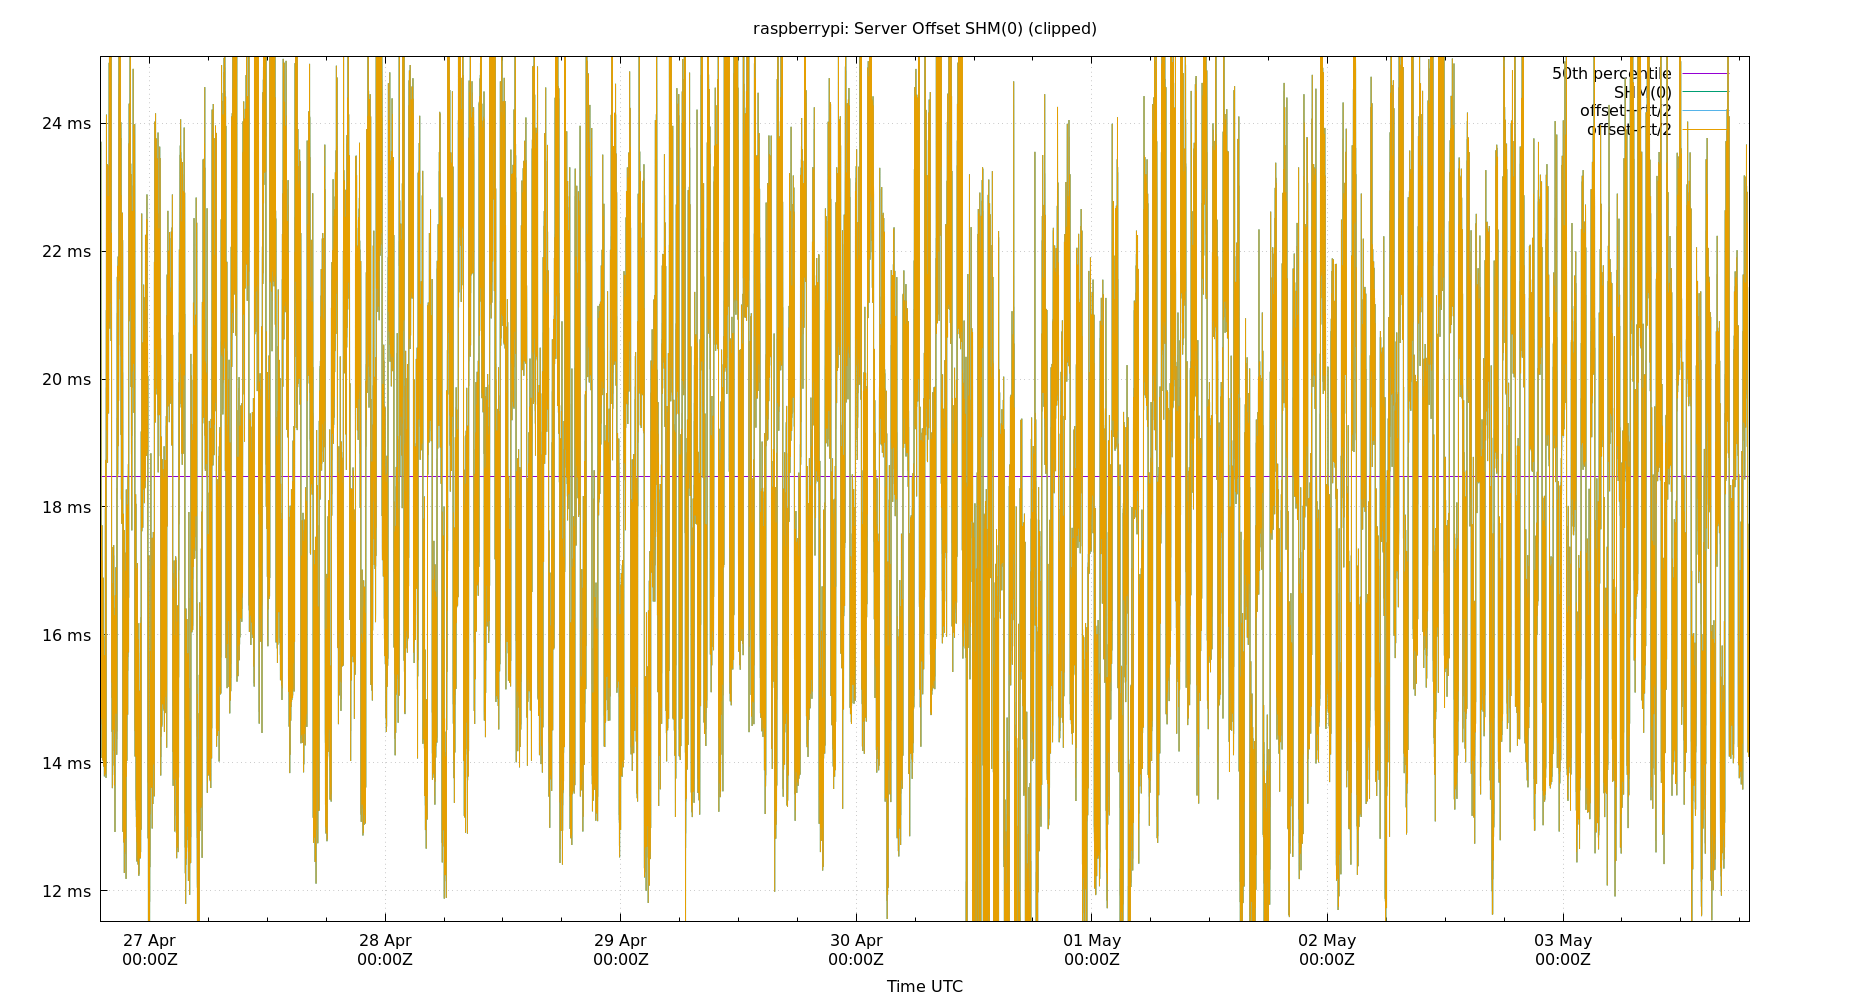 raspberrypi: Server Offset SHM(0) (clipped)
50th percentile
SHM(0)
offset+rtt/2
offset-rtt/2
24 ms
22 ms
20 ms
18 ms
16 ms
14 ms
12 ms
27 Apr 28 Apr 29 Apr 30 Apr 01 May 02 May 03 May
00:00Z 00:00Z 00:00Z 00:00Z 00:00Z 00:00Z 00:00Z
Time UTC